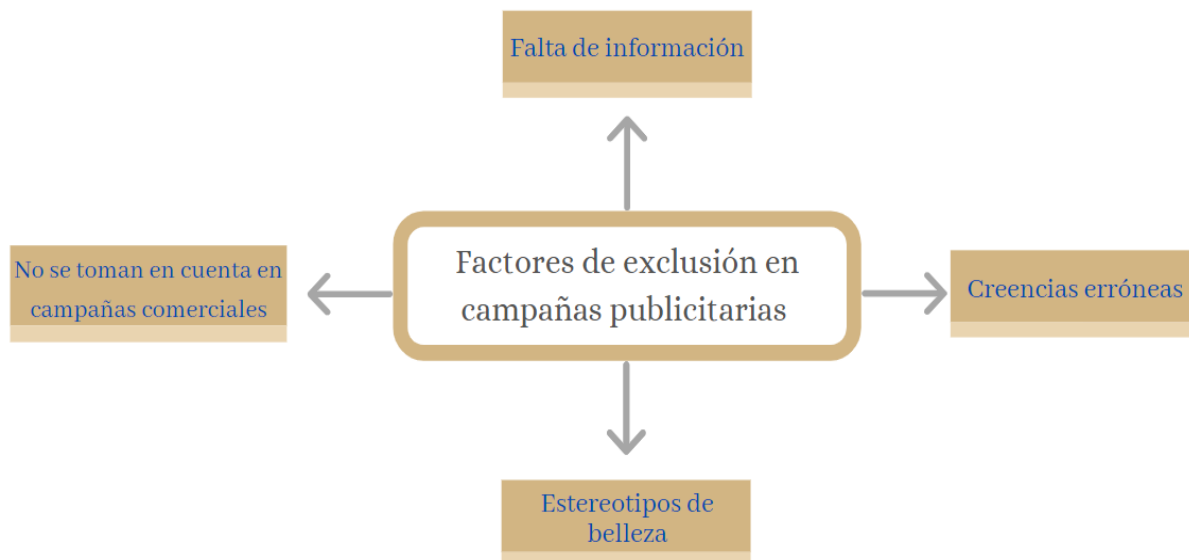 Falta de información
No se toman en cuenta en
campañas comerciales
Factores de exclusión en
campañas publicitarias
Creencias erróneas
Estereotipos de
belleza